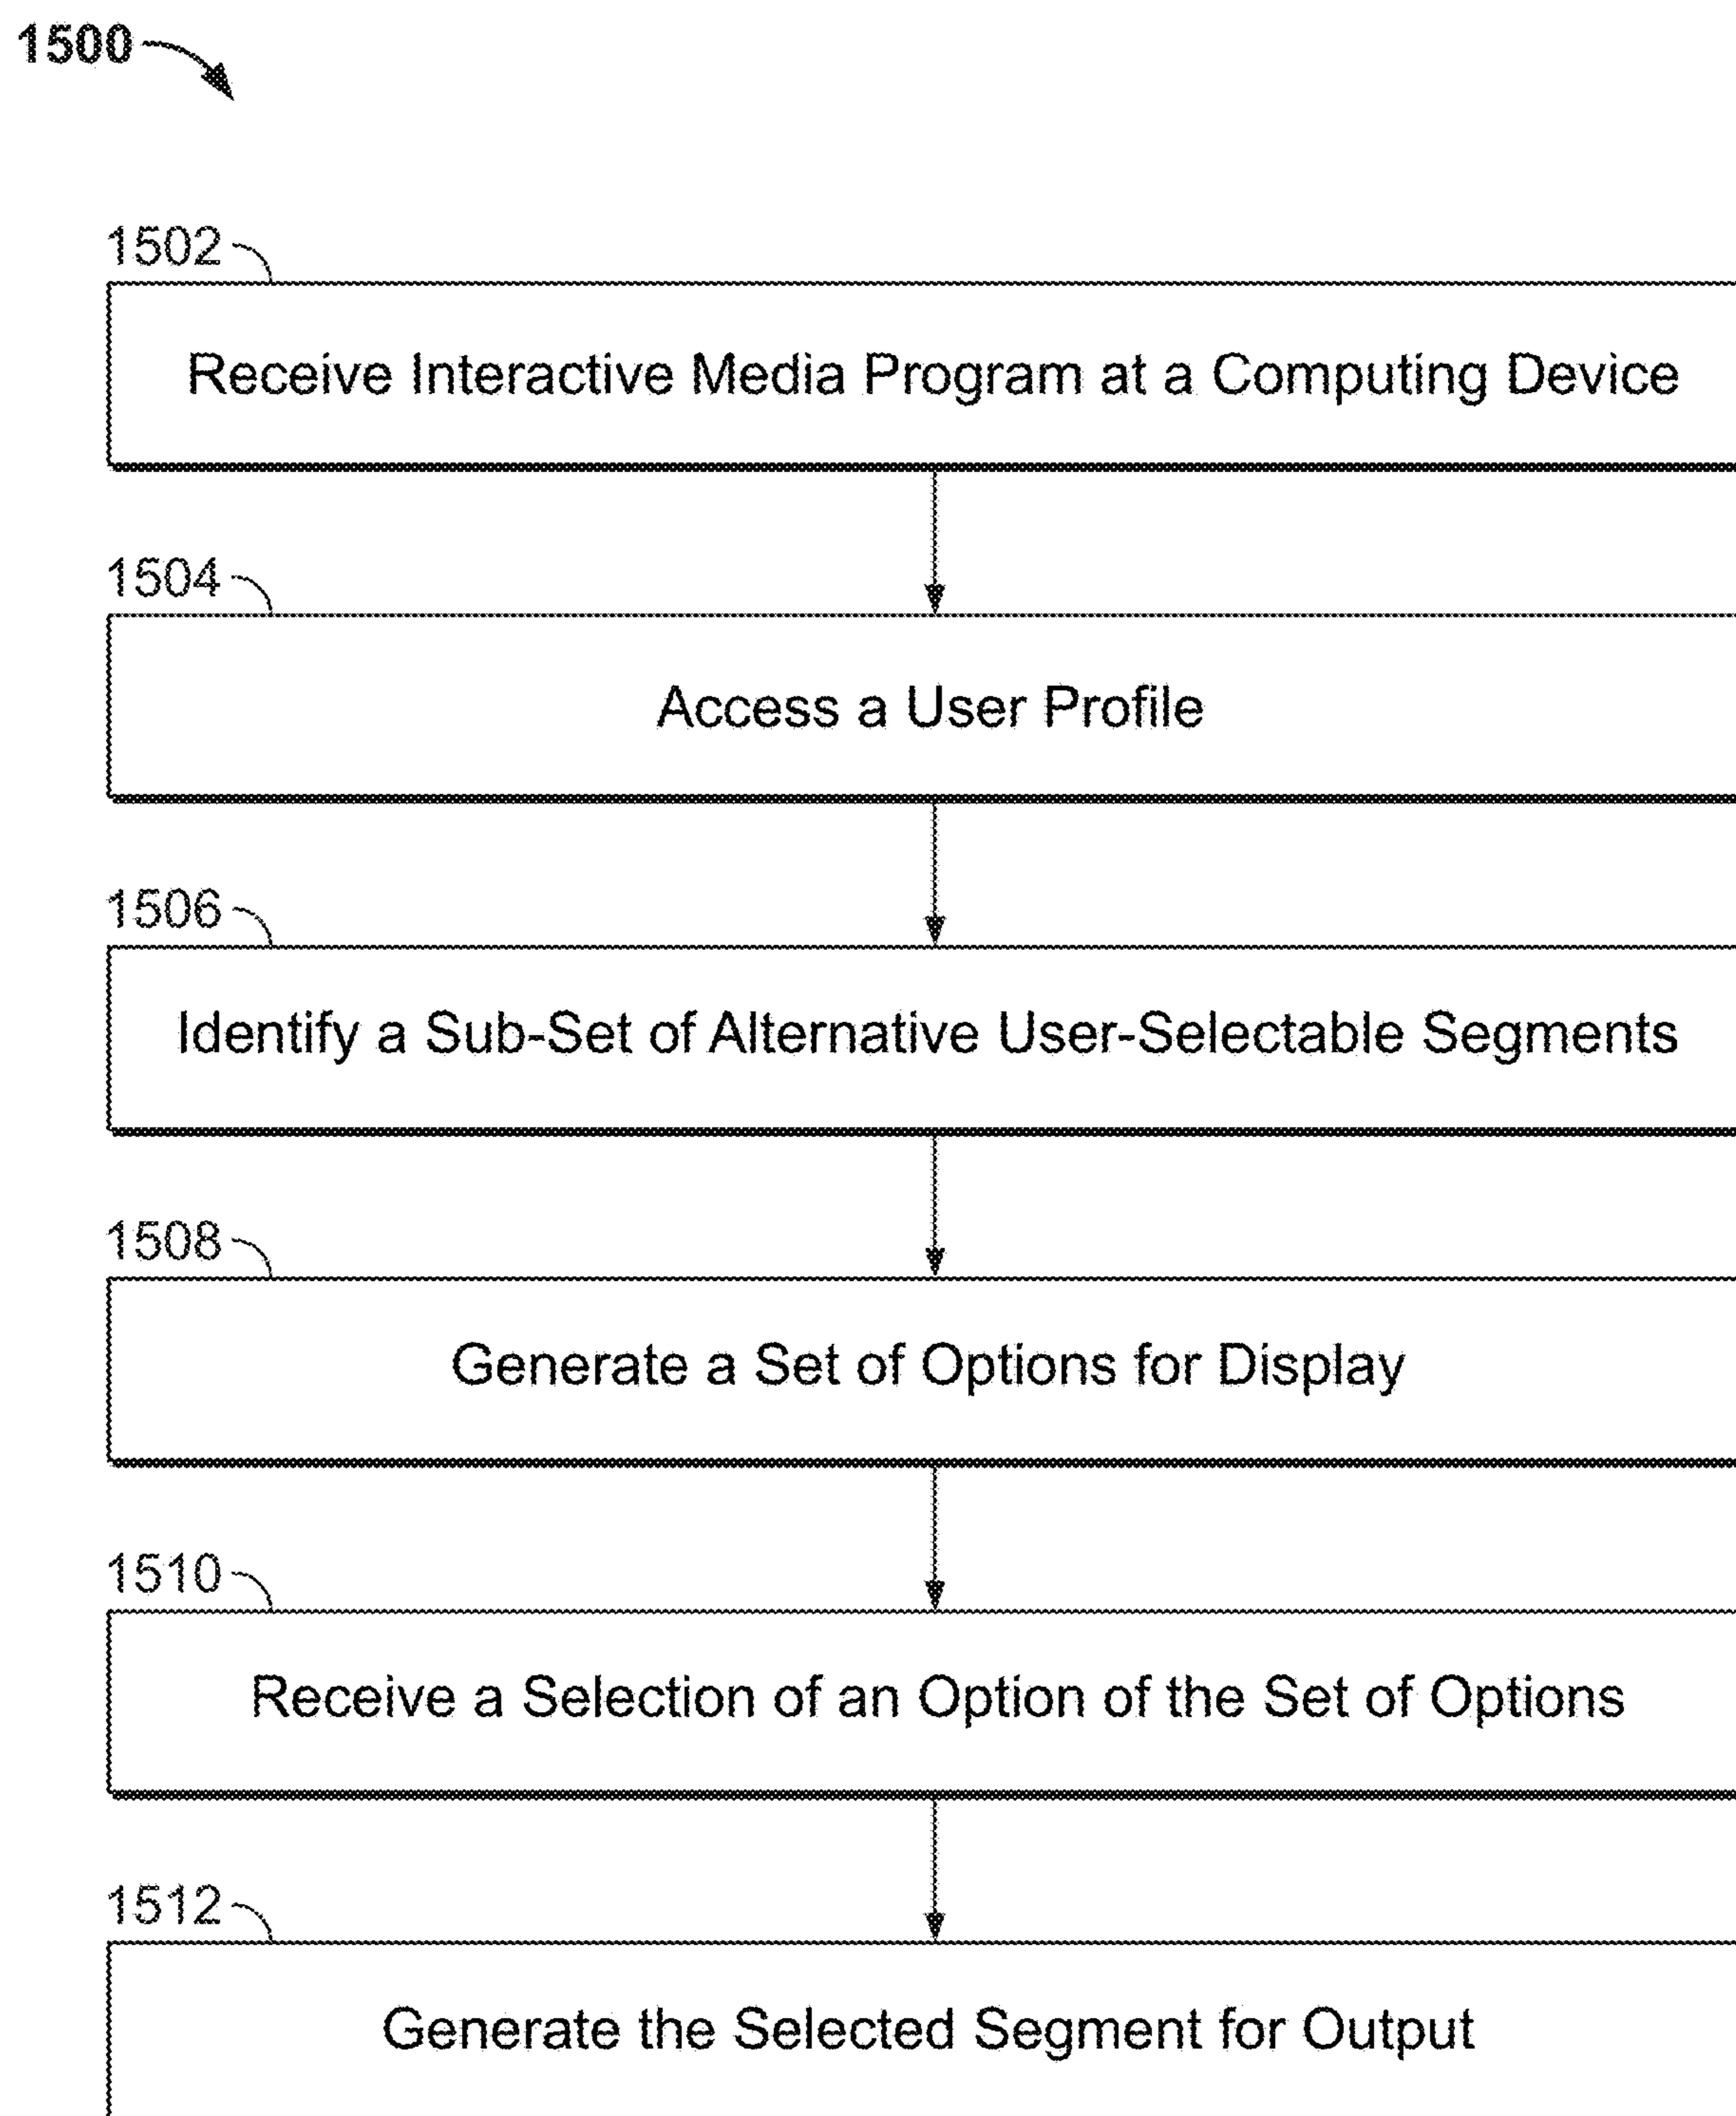 1500
1502
Receive Interactive Media Program at a Computing Device
1504
Access a User Profile
1506
Identify a Sub-Set of Alternative User-Selectable Segments
1508
Generate a Set of Options for Display
1510
Receive a Selection of an Option of the Set of Options
1512
Generate the Selected Segment for Output